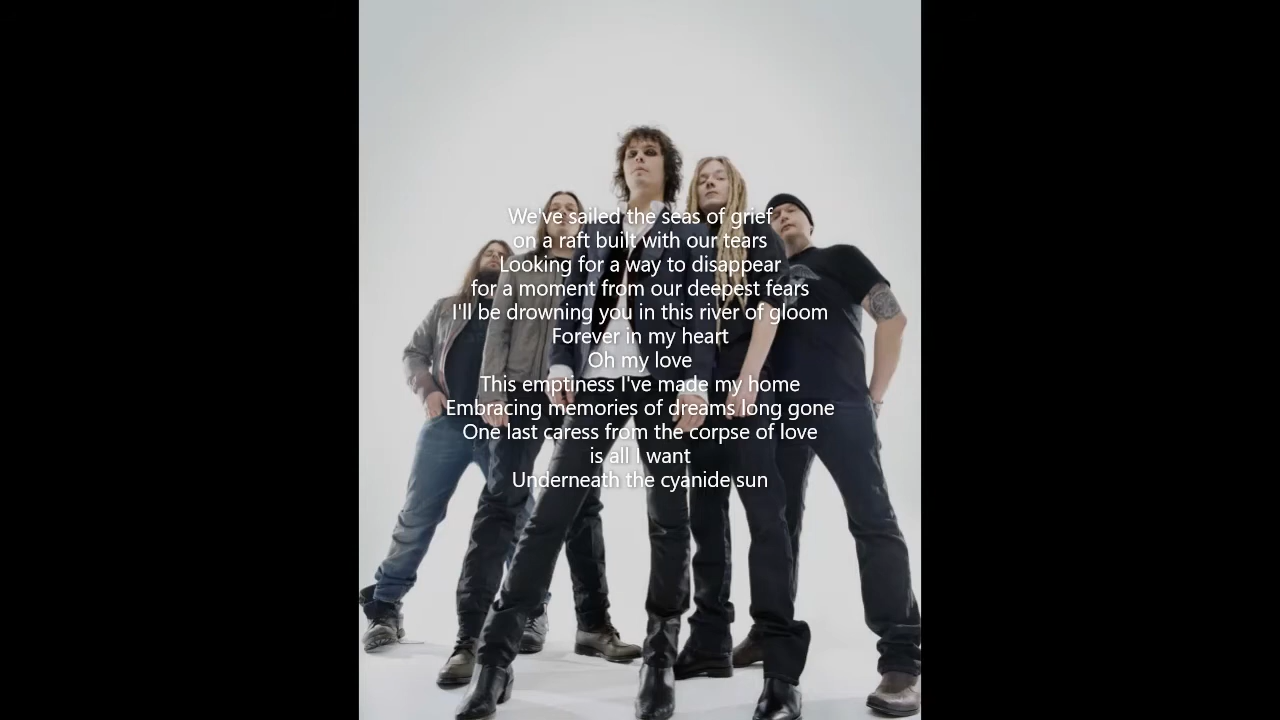 We've sailed the seas of grief
on a raft built with our tears
Looking for a way to disappear
for a moment from our deepest fears
I'll be drowning you in this river of gloom
Forever in my heart
Oh my love
This emptiness I've made my home
Embracing memories of dreams long gone
One last caress from the corpse of love
is all I want
Underneath the cyanide sun